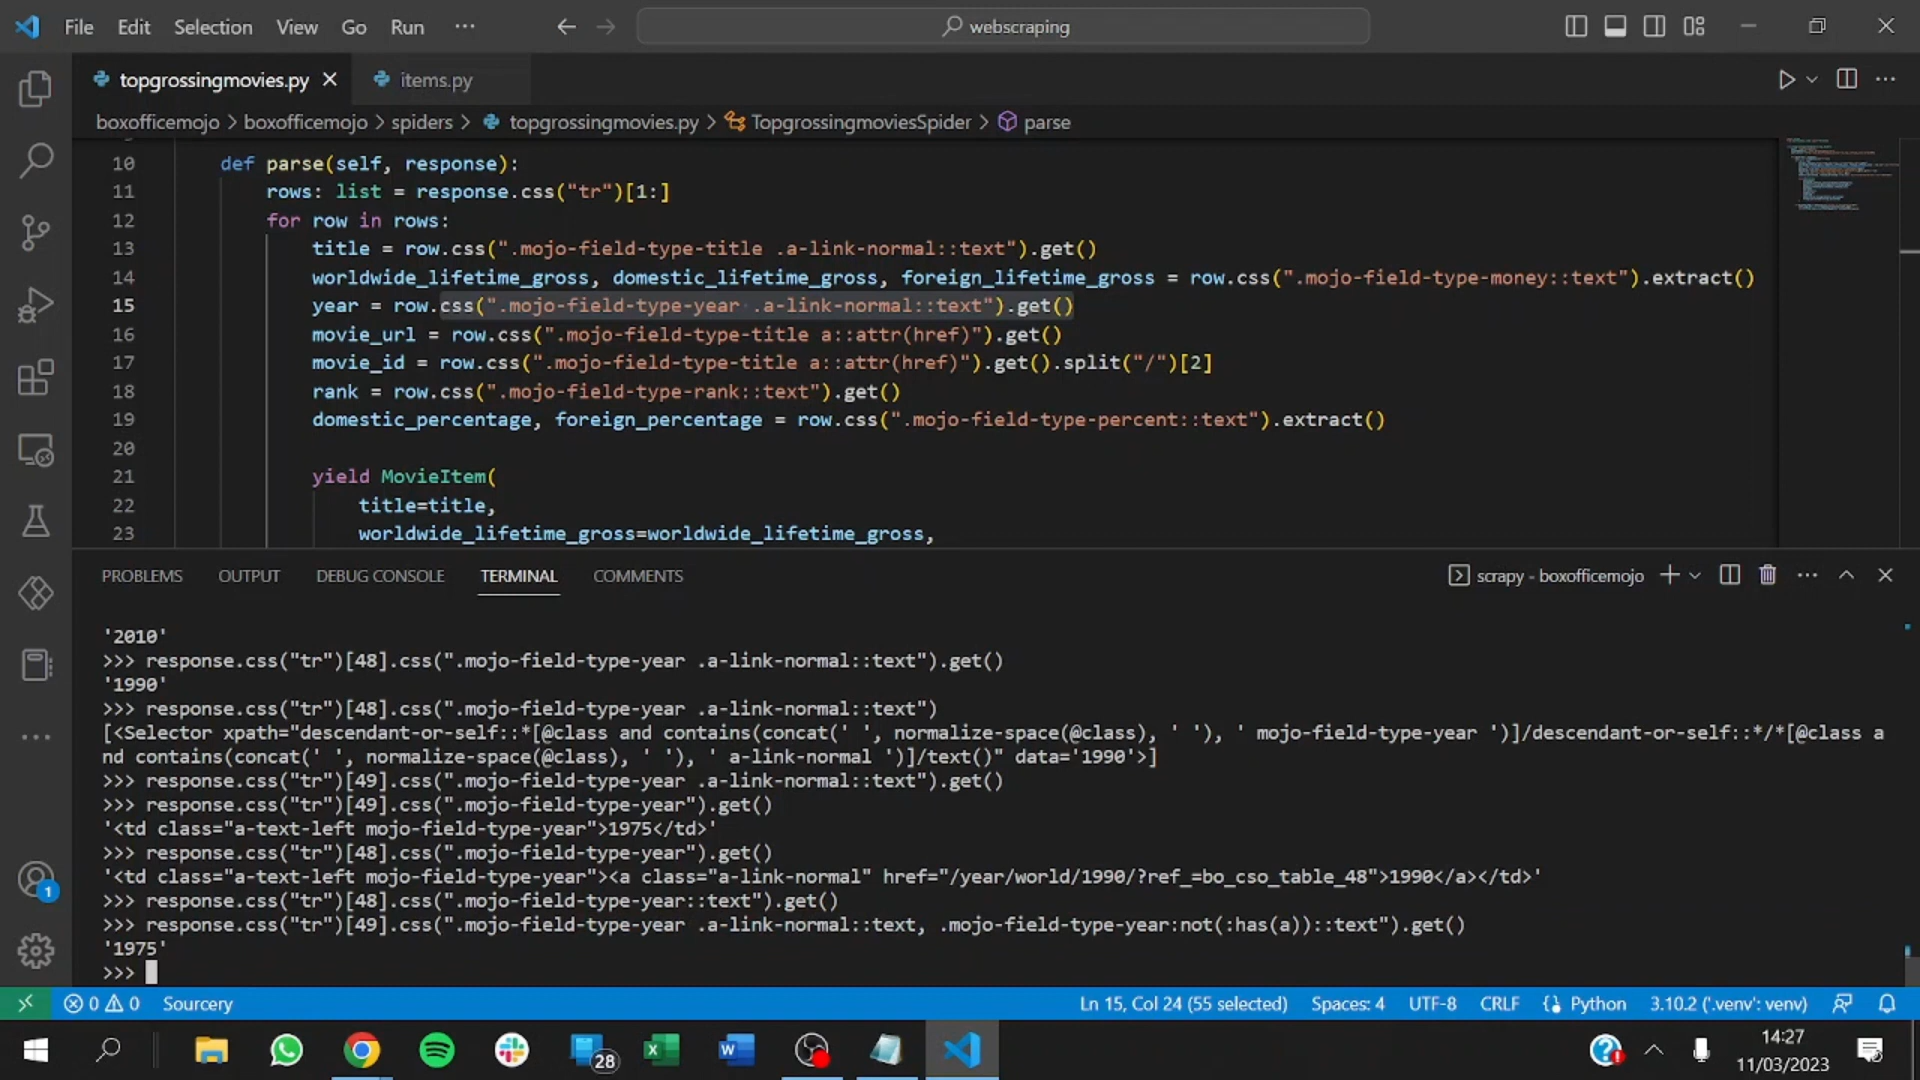 File Edit Selection View Go Run ··· webscraping
topgrossingmovies.py items.py
boxofficemojo > boxofficemojo > spiders > topgrossingmovies.py > TopgrossingmoviesSpider > parse
10 def parse(self, response):
11 rows: list = response.css("tr")[1:]
12 for row in rows:
13 title = row.css(".mojo-field-type-title .a-link-normal::text").get()
14 worldwide_lifetime_gross, domestic_lifetime_gross, foreign_lifetime_gross = row.css(".mojo-field-type-money::text").extract()
15 year = row.css(".mojo-field-type-year .a-link-normal::text").get()
16 movie_url = row.css(".mojo-field-type-title a::attr(href)").get()
17 movie_id = row.css(".mojo-field-type-title a::attr(href)").get().split("/")[2]
18 rank = row.css(".mojo-field-type-rank::text").get()
19 domestic_percentage, foreign_percentage = row.css(".mojo-field-type-percent::text").extract()
20
21 yield MovieItem(
22 title=title,
23 worldwide_lifetime_gross=worldwide_lifetime_gross,
PROBLEMS OUTPUT DEBUG CONSOLE TERMINAL COMMENTS scrapy - boxofficemojo
'2010'
>>> response.css("tr")[48].css(".mojo-field-type-year .a-link-normal::text").get()
'1990'
>>> response.css("tr")[48].css(".mojo-field-type-year .a-link-normal::text")
[<Selector xpath="descendant-or-self::*[@class and contains(concat(' ', normalize-space(@class), ' '), ' mojo-field-type-year ')]/descendant-or-self::*/*[@class a
nd contains(concat(' ', normalize-space(@class), ' '), ' a-link-normal ')]/text()" data='1990'>]
>>> response.css("tr")[49].css(".mojo-field-type-year .a-link-normal::text").get()
>>> response.css("tr")[49].css(".mojo-field-type-year").get()
'<td class="a-text-left mojo-field-type-year">1975</td>'
>>> response.css("tr")[48].css(".mojo-field-type-year").get()
'<td class="a-text-left mojo-field-type-year"><a class="a-link-normal" href="/year/world/1990/?ref_=bo_cso_table_48">1990</a></td>'
>>> response.css("tr")[48].css(".mojo-field-type-year::text").get()
>>> response.css("tr")[49].css(".mojo-field-type-year .a-link-normal::text, .mojo-field-type-year:not(:has(a))::text").get()
'1975'
>>>
1
0 0 Sourcery Ln 15, Col 24 (55 selected) Spaces: 4 UTF-8 CRLF Python 3.10.2 ('.venv': venv)
28
14:27
11/03/2023